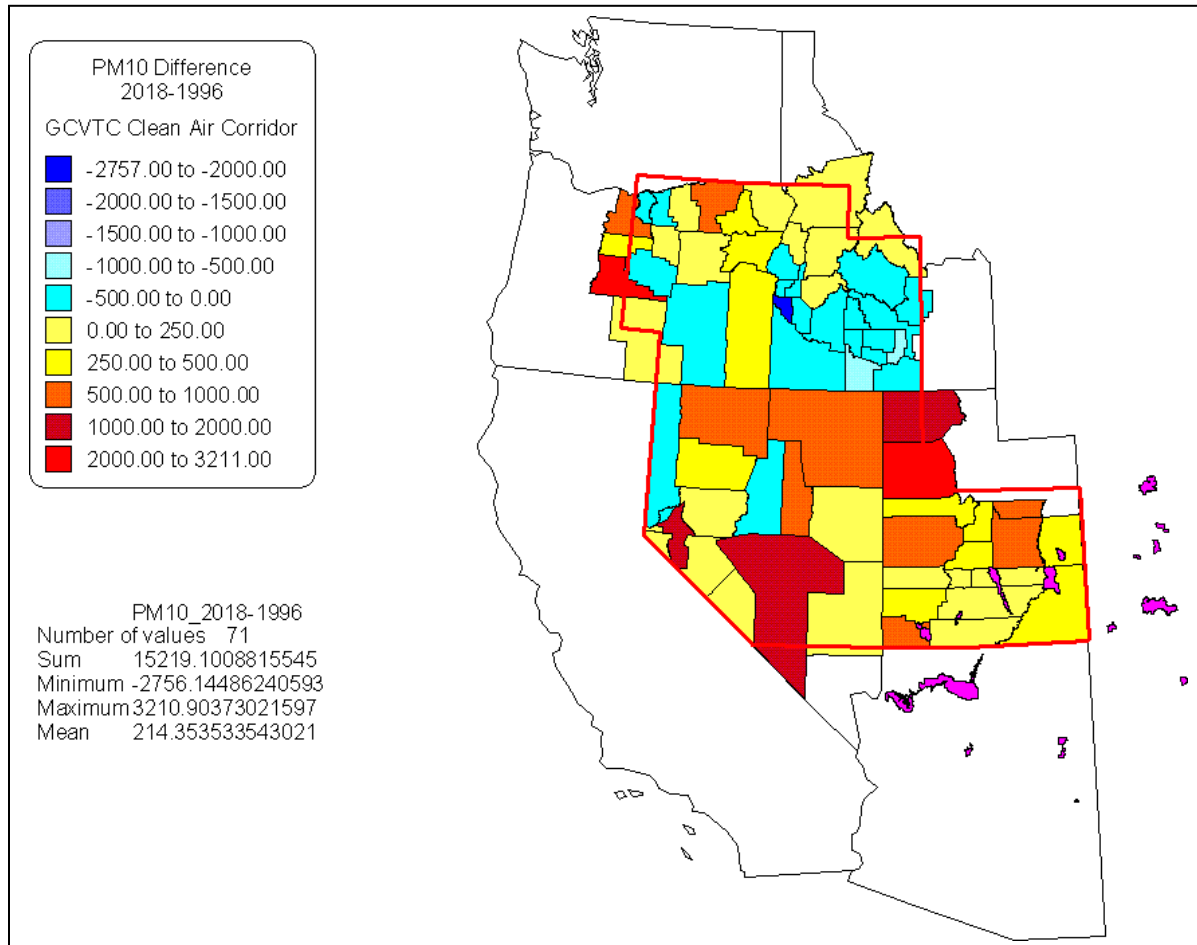 PM10 Difference
2018-1996
GCVTC Clean Air Corridor
-2757.00 to -2000.00
-2000.00 to -1500.00
-1500.00 to -1000.00
-1000.00 to -500.00
-500.00 to 0.00
0.00 to 250.00
250.00 to 500.00
500.00 to 1000.00
1000.00 to 2000.00
2000.00 to 3211.00
PM10_2018-1996
Number of values 71
Sum 15219.1008815545
Minimum -2756.14486240593
Maximum 3210.90373021597
Mean 214.353533543021